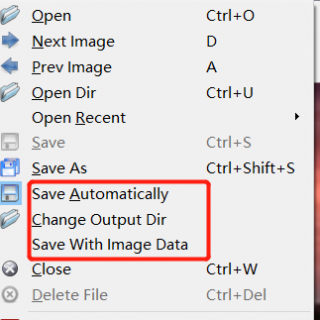 Open Ctrl+O
Next Image D
Prev Image A
Open Dir Ctrl+U
Open Recent
Save Ctrl+S
Save As Ctrl+Shift+S
Save Automatically
Change Output Dir
Save With Image Data
Close Ctrl+W
Delete File Ctrl+Del